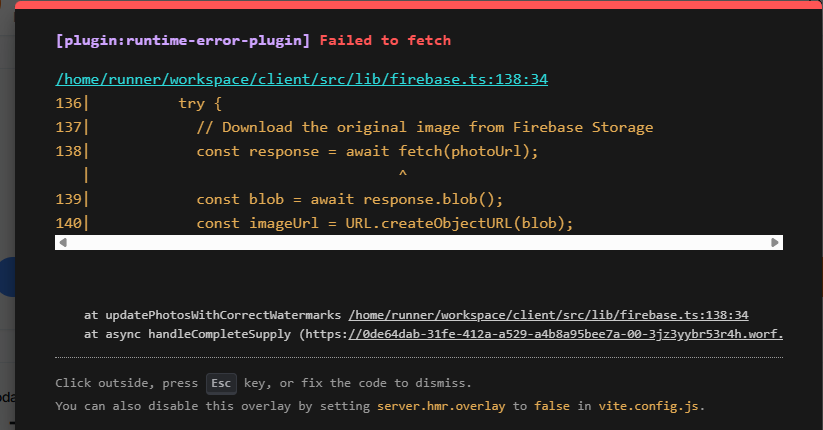 [plugin:runtime-error-plugin] Failed to fetch
/home/runner/workspace/client/src/lib/firebase.ts:138:34
136|          try {
137|            // Download the original image from Firebase Storage
138|            const response = await fetch(photoUrl);
   |                                   ^
139|            const blob = await response.blob();
140|            const imageUrl = URL.createObjectURL(blob);
at updatePhotosWithCorrectWatermarks /home/runner/workspace/client/src/lib/firebase.ts:138:34
at async handleCompleteSupply (https://0de64dab-31fe-412a-a529-a4b8a95bee7a-00-3jz3yybr53r4h.worf.
Click outside, press Esc key, or fix the code to dismiss.
You can also disable this overlay by setting server.hmr.overlay to false in vite.config.js.